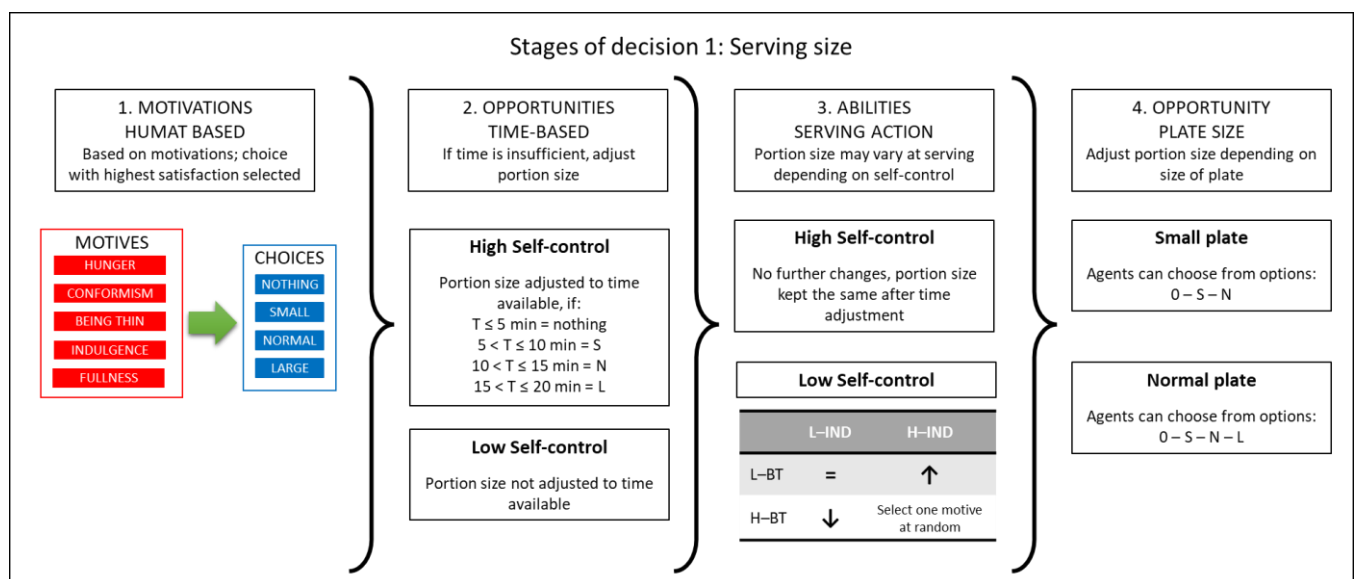 Stages of decision 1: Serving size
1. MOTIVATIONS
HUMAT BASED
Based on motivations; choice
with highest satisfaction selected
MOTIVES
HUNGER
CONFORMISM
BEING THIN
INDULGENCE
FULLNESS
CHOICES
NOTHING
SMALL
NORMAL
LARGE
2. OPPORTUNITIES
TIME-BASED
If time is insufficient, adjust
portion size
High Self-control
Portion size adjusted to time
available, if:
T ≤ 5 min = nothing
5 < T ≤ 10 min = S
10 < T ≤ 15 min = N
15 < T ≤ 20 min = L
Low Self-control
Portion size not adjusted to time
available
3. ABILITIES
SERVING ACTION
Portion size may vary at serving
depending on self-control
High Self-control
No further changes, portion size
kept the same after time
adjustment
Low Self-control
L–IND H–IND
L–BT = ↑
H–BT ↓ Select one motive
at random
4. OPPORTUNITY
PLATE SIZE
Adjust portion size depending on
size of plate
Small plate
Agents can choose from options:
0 – S – N
Normal plate
Agents can choose from options:
0 – S – N – L